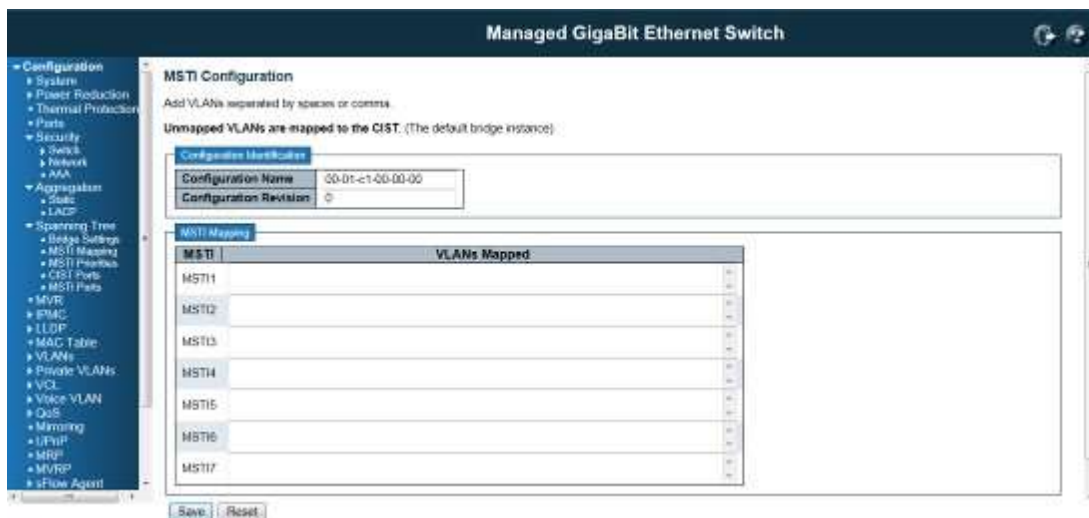 Managed GigaBit Ethernet Switch
Configuration
System
Power Reduction
Thermal Protection
Ports
Security
Switch
Network
AAA
Aggregation
Static
LACP
Spanning Tree
Bridge Settings
MSTI Mapping
MSTI Priorities
CIST Ports
MSTI Ports
MVR
IPMC
LLDP
MAC Table
VLANs
Private VLANs
VCL
Voice VLAN
QoS
Mirroring
UPnP
MRP
MVRP
sFlow Agent
MSTI Configuration
Add VLANs separated by spaces or comma.
Unmapped VLANs are mapped to the CIST. (The default bridge instance)
Configuration Identification
Configuration Name 00-01-c1-00-00-00
Configuration Revision 0
MSTI Mapping
MSTI VLANs Mapped
MSTI1
MSTI2
MSTI3
MSTI4
MSTI5
MSTI6
MSTI7
Save Reset